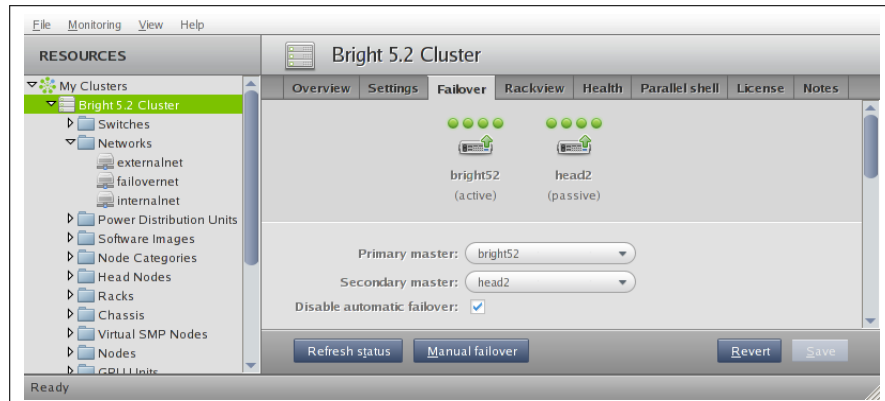 File Monitoring View Help
RESOURCES
Bright 5.2 Cluster
My Clusters
Bright 5.2 Cluster
Switches
Networks
externalnet
failovernet
internalnet
Power Distribution Units
Software Images
Node Categories
Head Nodes
Racks
Chassis
Virtual SMP Nodes
Nodes
GPU Units
Overview Settings Failover Rackview Health Parallel shell License Notes
bright52 head2
(active) (passive)
Primary master: bright52
Secondary master: head2
Disable automatic failover:
Refresh status Manual failover Revert Save
Ready